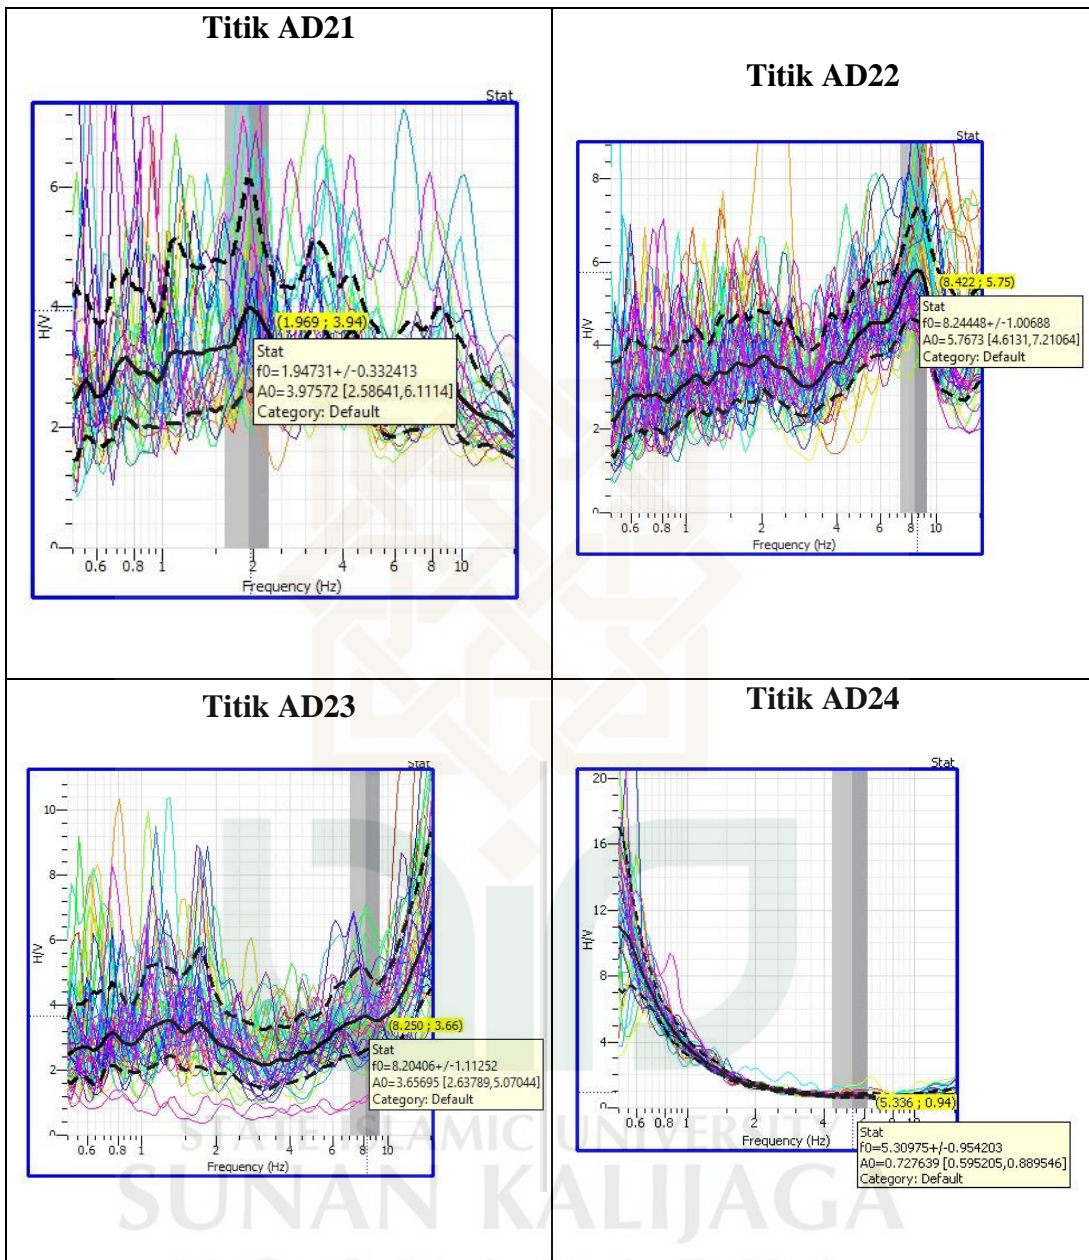 Titik AD21
Stat
6
4
2
0
H/V
(1.969 ; 3.94)
Stat
f0=1.94731+/-0.332413
A0=3.97572 [2.58641,6.1114]
Category: Default
0.6 0.8 1 2 4 6 8 10
Frequency (Hz)
Titik AD22
Stat
8
6
4
2
0
H/V
(8.422 ; 5.75)
Stat
f0=8.24448+/-1.00688
A0=5.7673 [4.6131,7.21064]
Category: Default
0.6 0.8 1 2 4 6 8 10
Frequency (Hz)
Titik AD23
Stat
10
8
6
4
2
0
H/V
(8.250 ; 3.66)
Stat
f0=8.20406+/-1.11252
A0=3.65695 [2.63789,5.07044]
Category: Default
0.6 0.8 1 2 4 6 8 10
Frequency (Hz)
Titik AD24
Stat
20
16
12
8
4
0
H/V
(5.336 ; 0.94)
Stat
f0=5.30975+/-0.954203
A0=0.727639 [0.595205,0.889546]
Category: Default
0.6 0.8 1 2 4
Frequency (Hz)
STATE ISLAMIC UNIVERSITY
SUNAN KALIJAGA